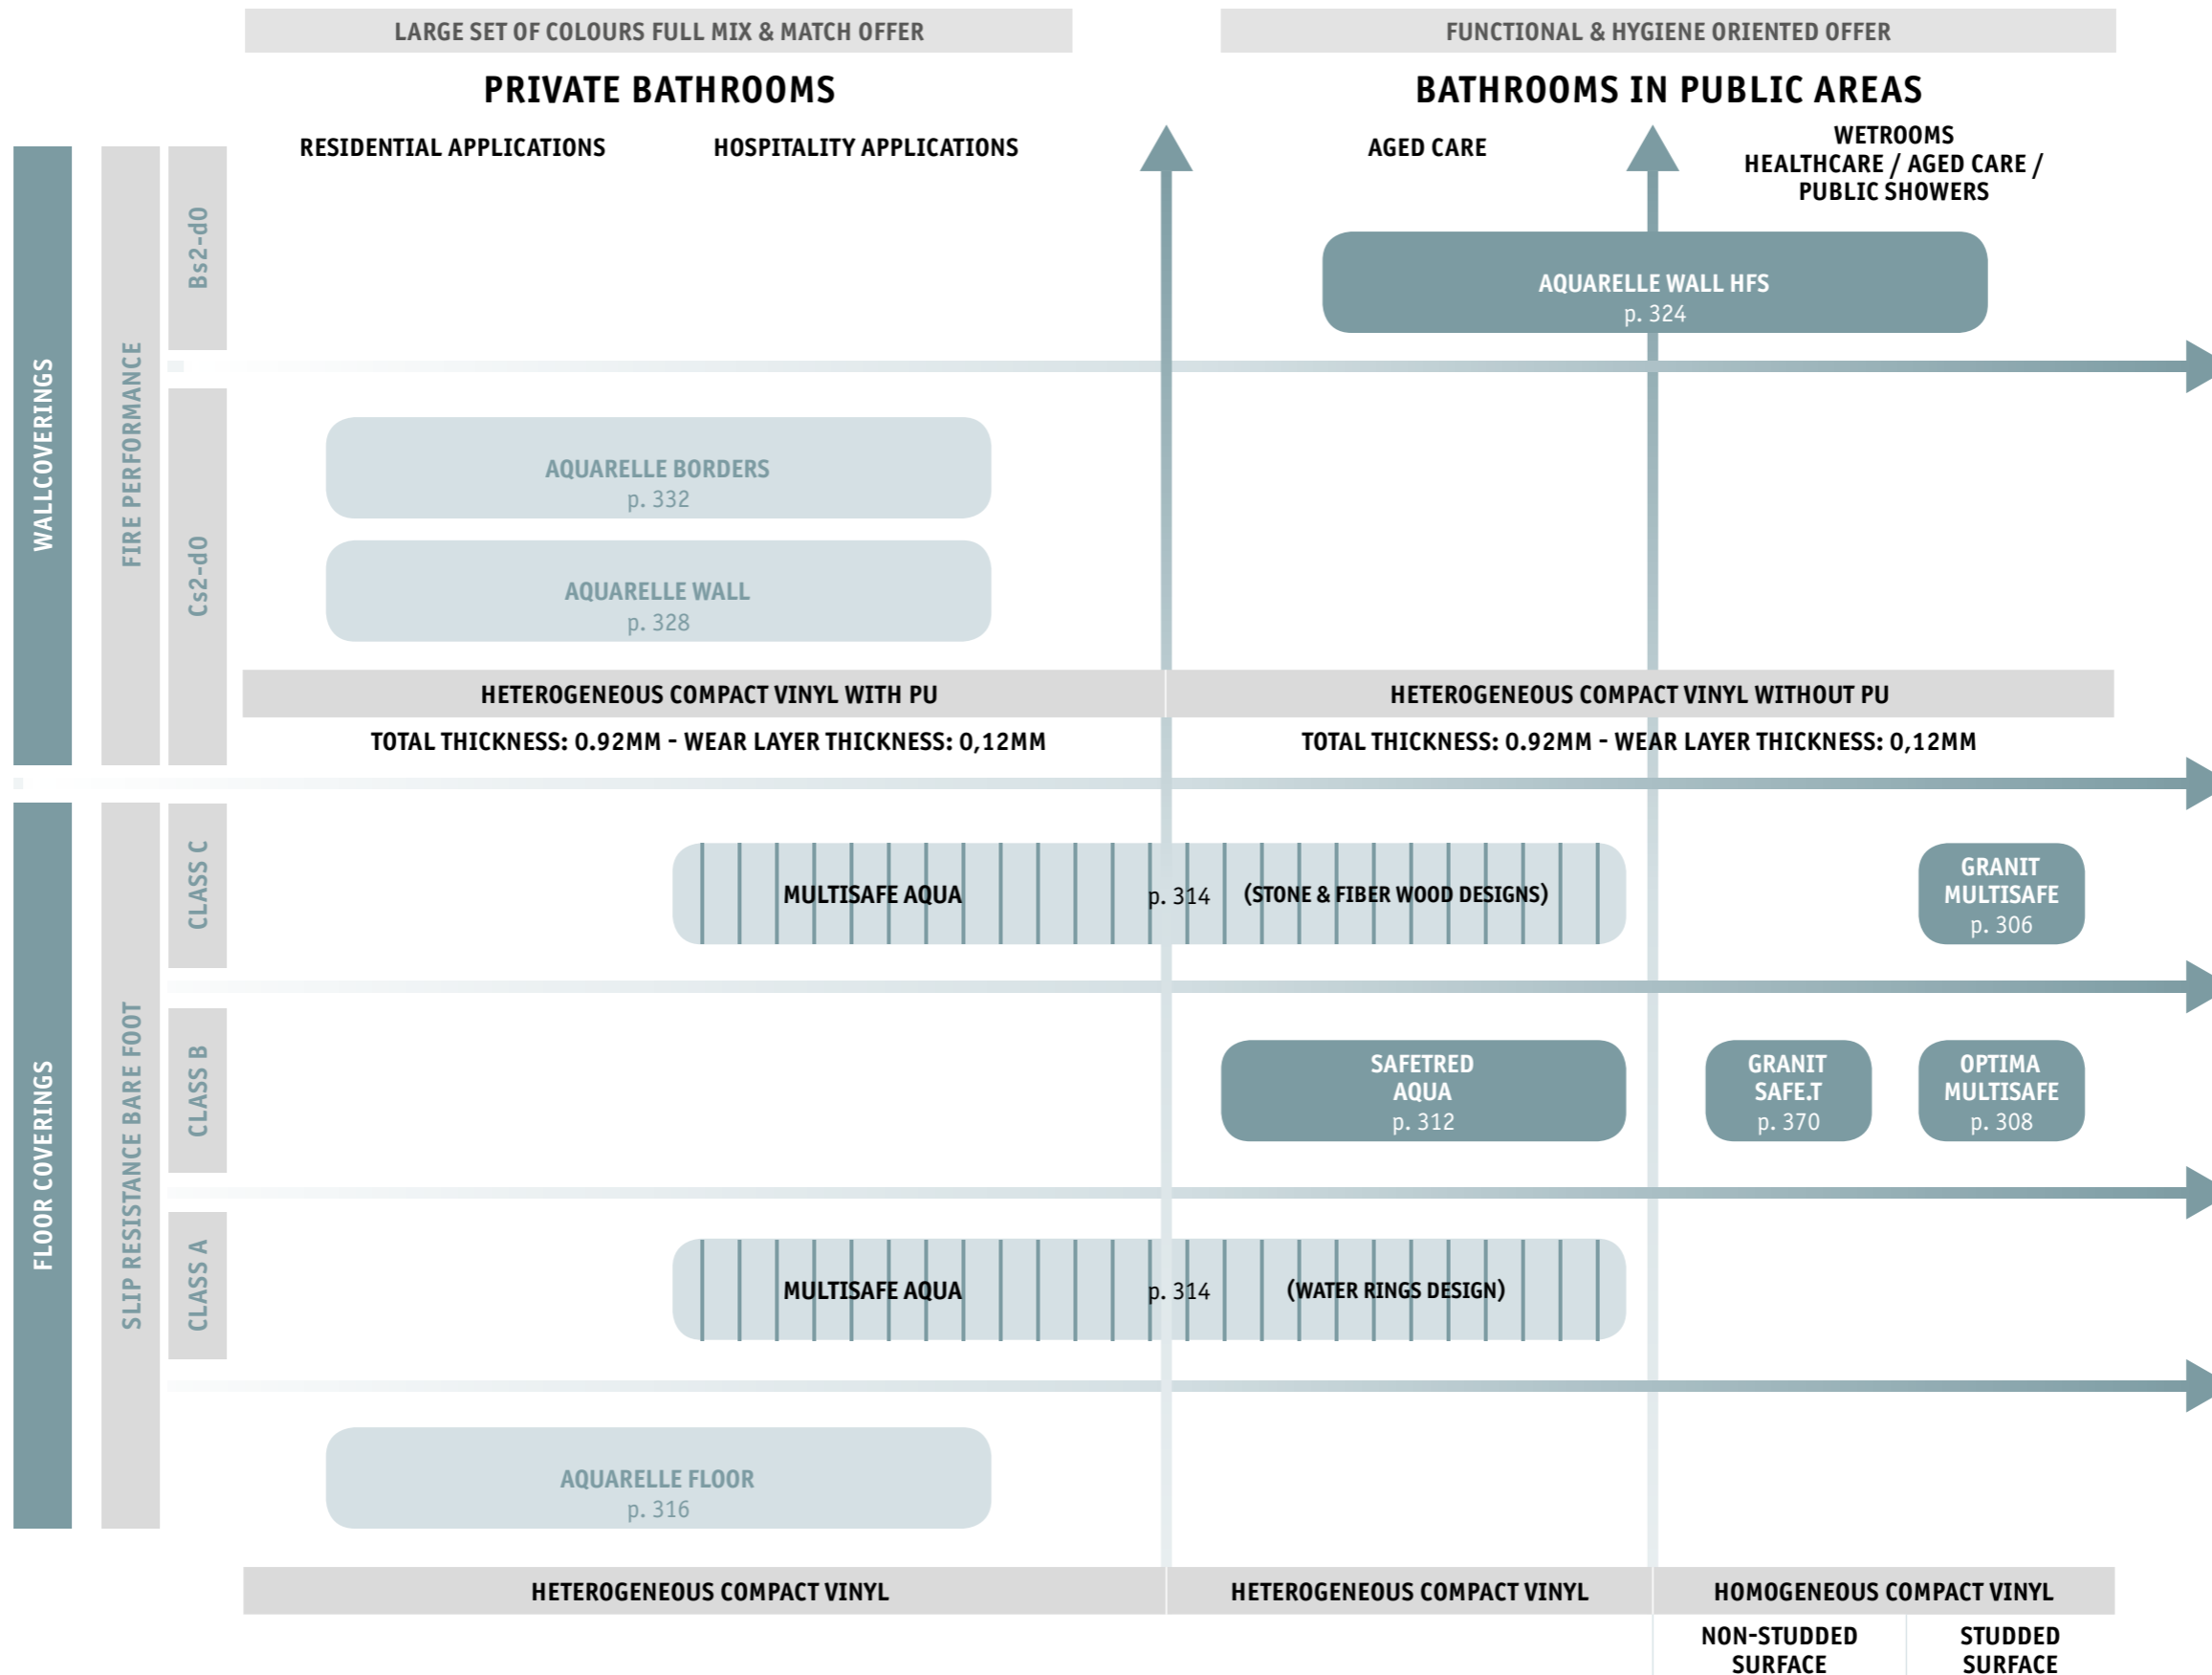 LARGE SET OF COLOURS FULL MIX & MATCH OFFER
FUNCTIONAL & HYGIENE ORIENTED OFFER
PRIVATE BATHROOMS
BATHROOMS IN PUBLIC AREAS
RESIDENTIAL APPLICATIONS
HOSPITALITY APPLICATIONS
AGED CARE
WETROOMS
HEALTHCARE / AGED CARE /
PUBLIC SHOWERS
WALLCOVERINGS
FIRE PERFORMANCE
Bs2-d0
AQUARELLE WALL HFS
p. 324
Cs2-d0
AQUARELLE BORDERS
p. 332
AQUARELLE WALL
p. 328
HETEROGENEOUS COMPACT VINYL WITH PU
HETEROGENEOUS COMPACT VINYL WITHOUT PU
TOTAL THICKNESS: 0.92MM - WEAR LAYER THICKNESS: 0,12MM
TOTAL THICKNESS: 0.92MM - WEAR LAYER THICKNESS: 0,12MM
FLOOR COVERINGS
SLIP RESISTANCE BARE FOOT
CLASS C
MULTISAFE AQUA p. 314 (STONE & FIBER WOOD DESIGNS)
GRANIT
MULTISAFE
p. 306
CLASS B
SAFETRED
AQUA
p. 312
GRANIT
SAFE.T
p. 370
OPTIMA
MULTISAFE
p. 308
CLASS A
MULTISAFE AQUA p. 314 (WATER RINGS DESIGN)
AQUARELLE FLOOR
p. 316
HETEROGENEOUS COMPACT VINYL
HETEROGENEOUS COMPACT VINYL
HOMOGENEOUS COMPACT VINYL
NON-STUDDED
SURFACE
STUDDED
SURFACE